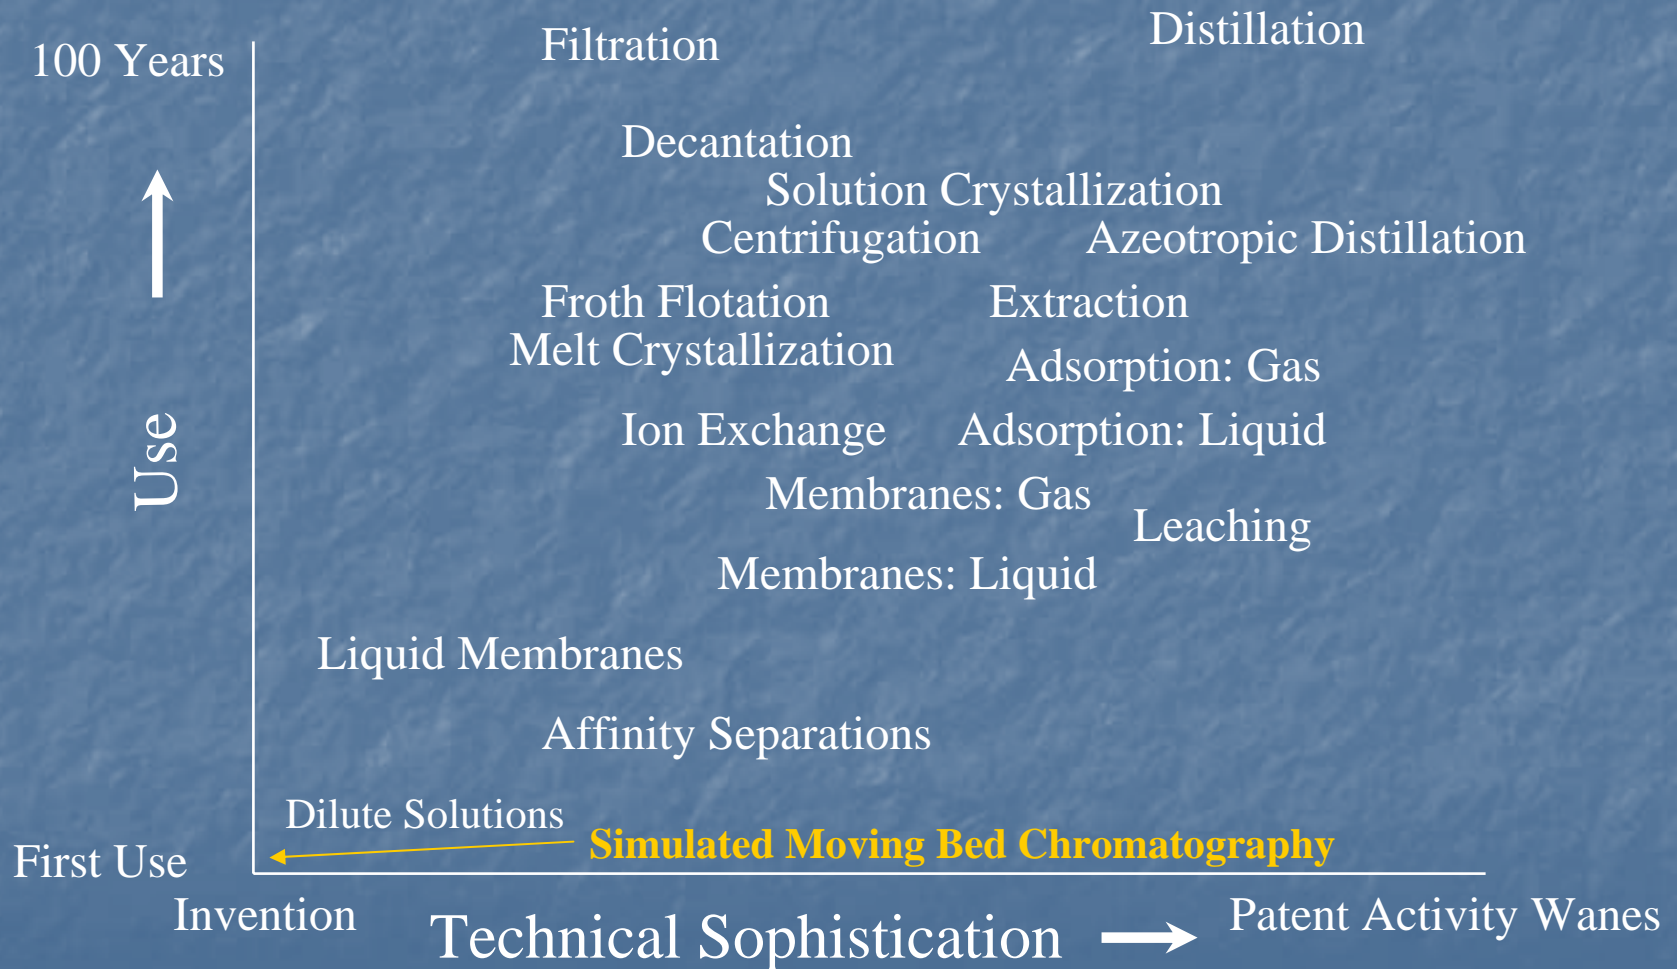 Filtration
Distillation
100 Years
Decantation
Solution Crystallization
Centrifugation
Azeotropic Distillation
Froth Flotation
Extraction
Melt Crystallization
Adsorption: Gas
Use
Ion Exchange
Adsorption: Liquid
Membranes: Gas
Leaching
Membranes: Liquid
Liquid Membranes
Affinity Separations
Dilute Solutions
Simulated Moving Bed Chromatography
First Use
Invention
Technical Sophistication
Patent Activity Wanes